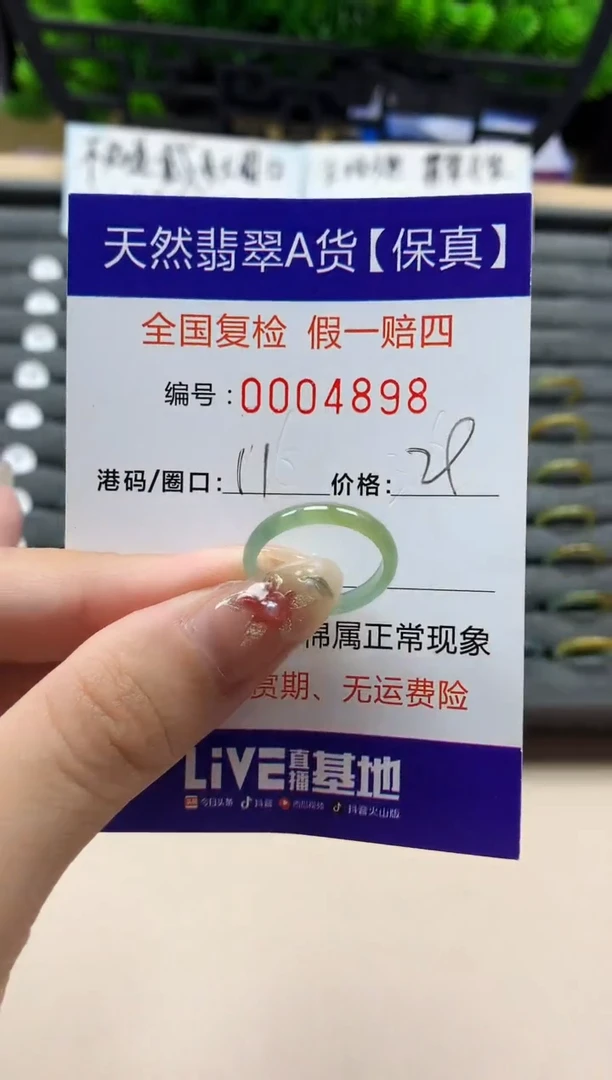 天然翡翠A货【保真】
全国复检 假一赔四
编号:0004898
港码/圈口: 11 价格: 28
棉属正常现象
赏期、无运费险
LiVE直播基地
今日头条 抖音 西瓜视频 抖音火山版